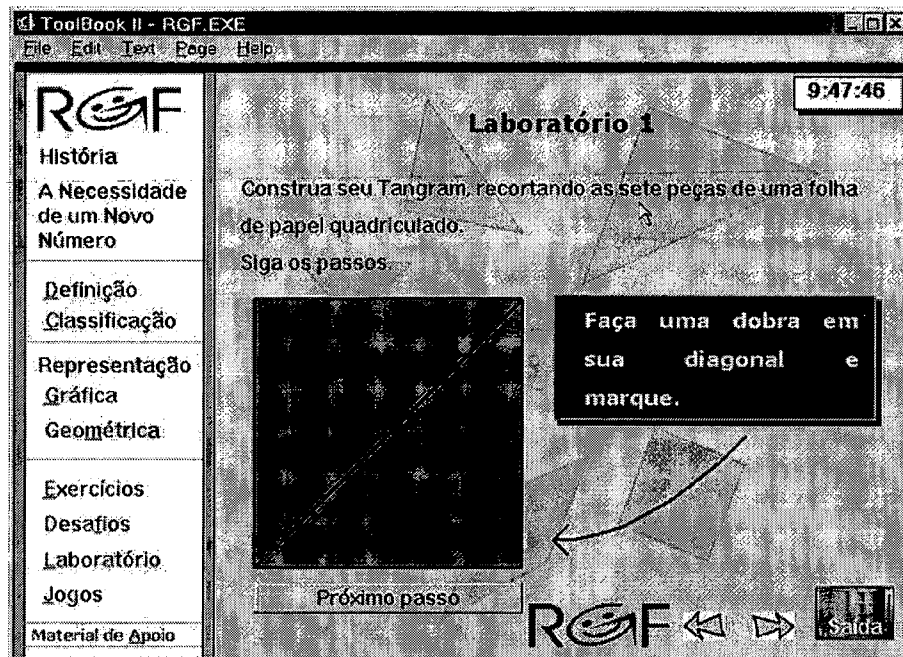 ToolBook II - RGF.EXE
File Edit Text Page Help
9:47:46
RGF
História
A Necessidade
de um Novo
Número
Definição
Classificação
Representação
Gráfica
Geométrica
Exercícios
Desafios
Laboratório
Jogos
Material de Apoio
Laboratório 1
Construa seu Tangram, recortando as sete peças de uma folha
de papel quadriculado.
Siga os passos.
Faça uma dobra em
sua diagonal e
marque.
Próximo passo
RGF
Saída